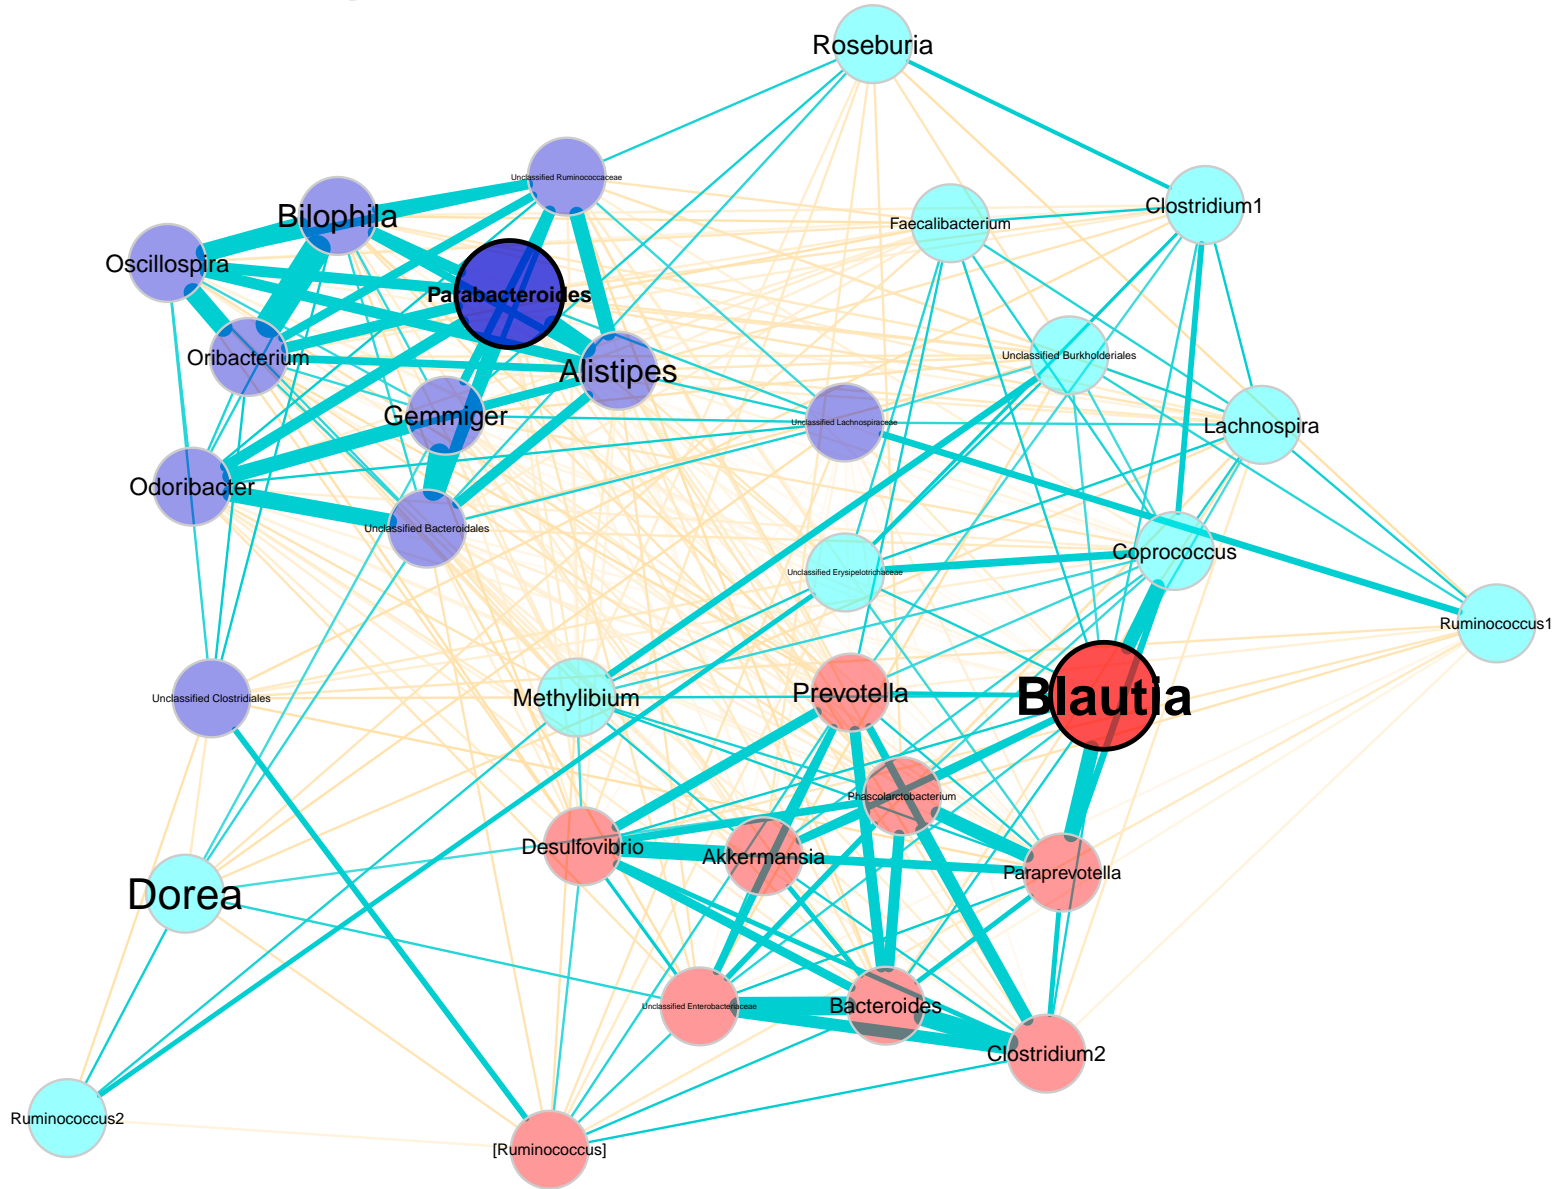 Roseburia
Unclassified Ruminococcaceae
Clostridium1
Bilophila
Faecalibacterium
Oscillospira
Parabacteroides
Oribacterium
Unclassified Burkholderiales
Alistipes
Gemmiger
Unclassified Lachnospiraceae
Lachnospira
Odoribacter
Unclassified Bacteroidales
Coprococcus
Unclassified Erysipelotrichaceae
Ruminococcus1
Unclassified Clostridiales
Methylibium
Prevotella
Blautia
Phascolarctobacterium
Desulfovibrio
Akkermansia
Paraprevotella
Dorea
Unclassified Enterobacteriaceae
Bacteroides
Clostridium2
Ruminococcus2
[Ruminococcus]